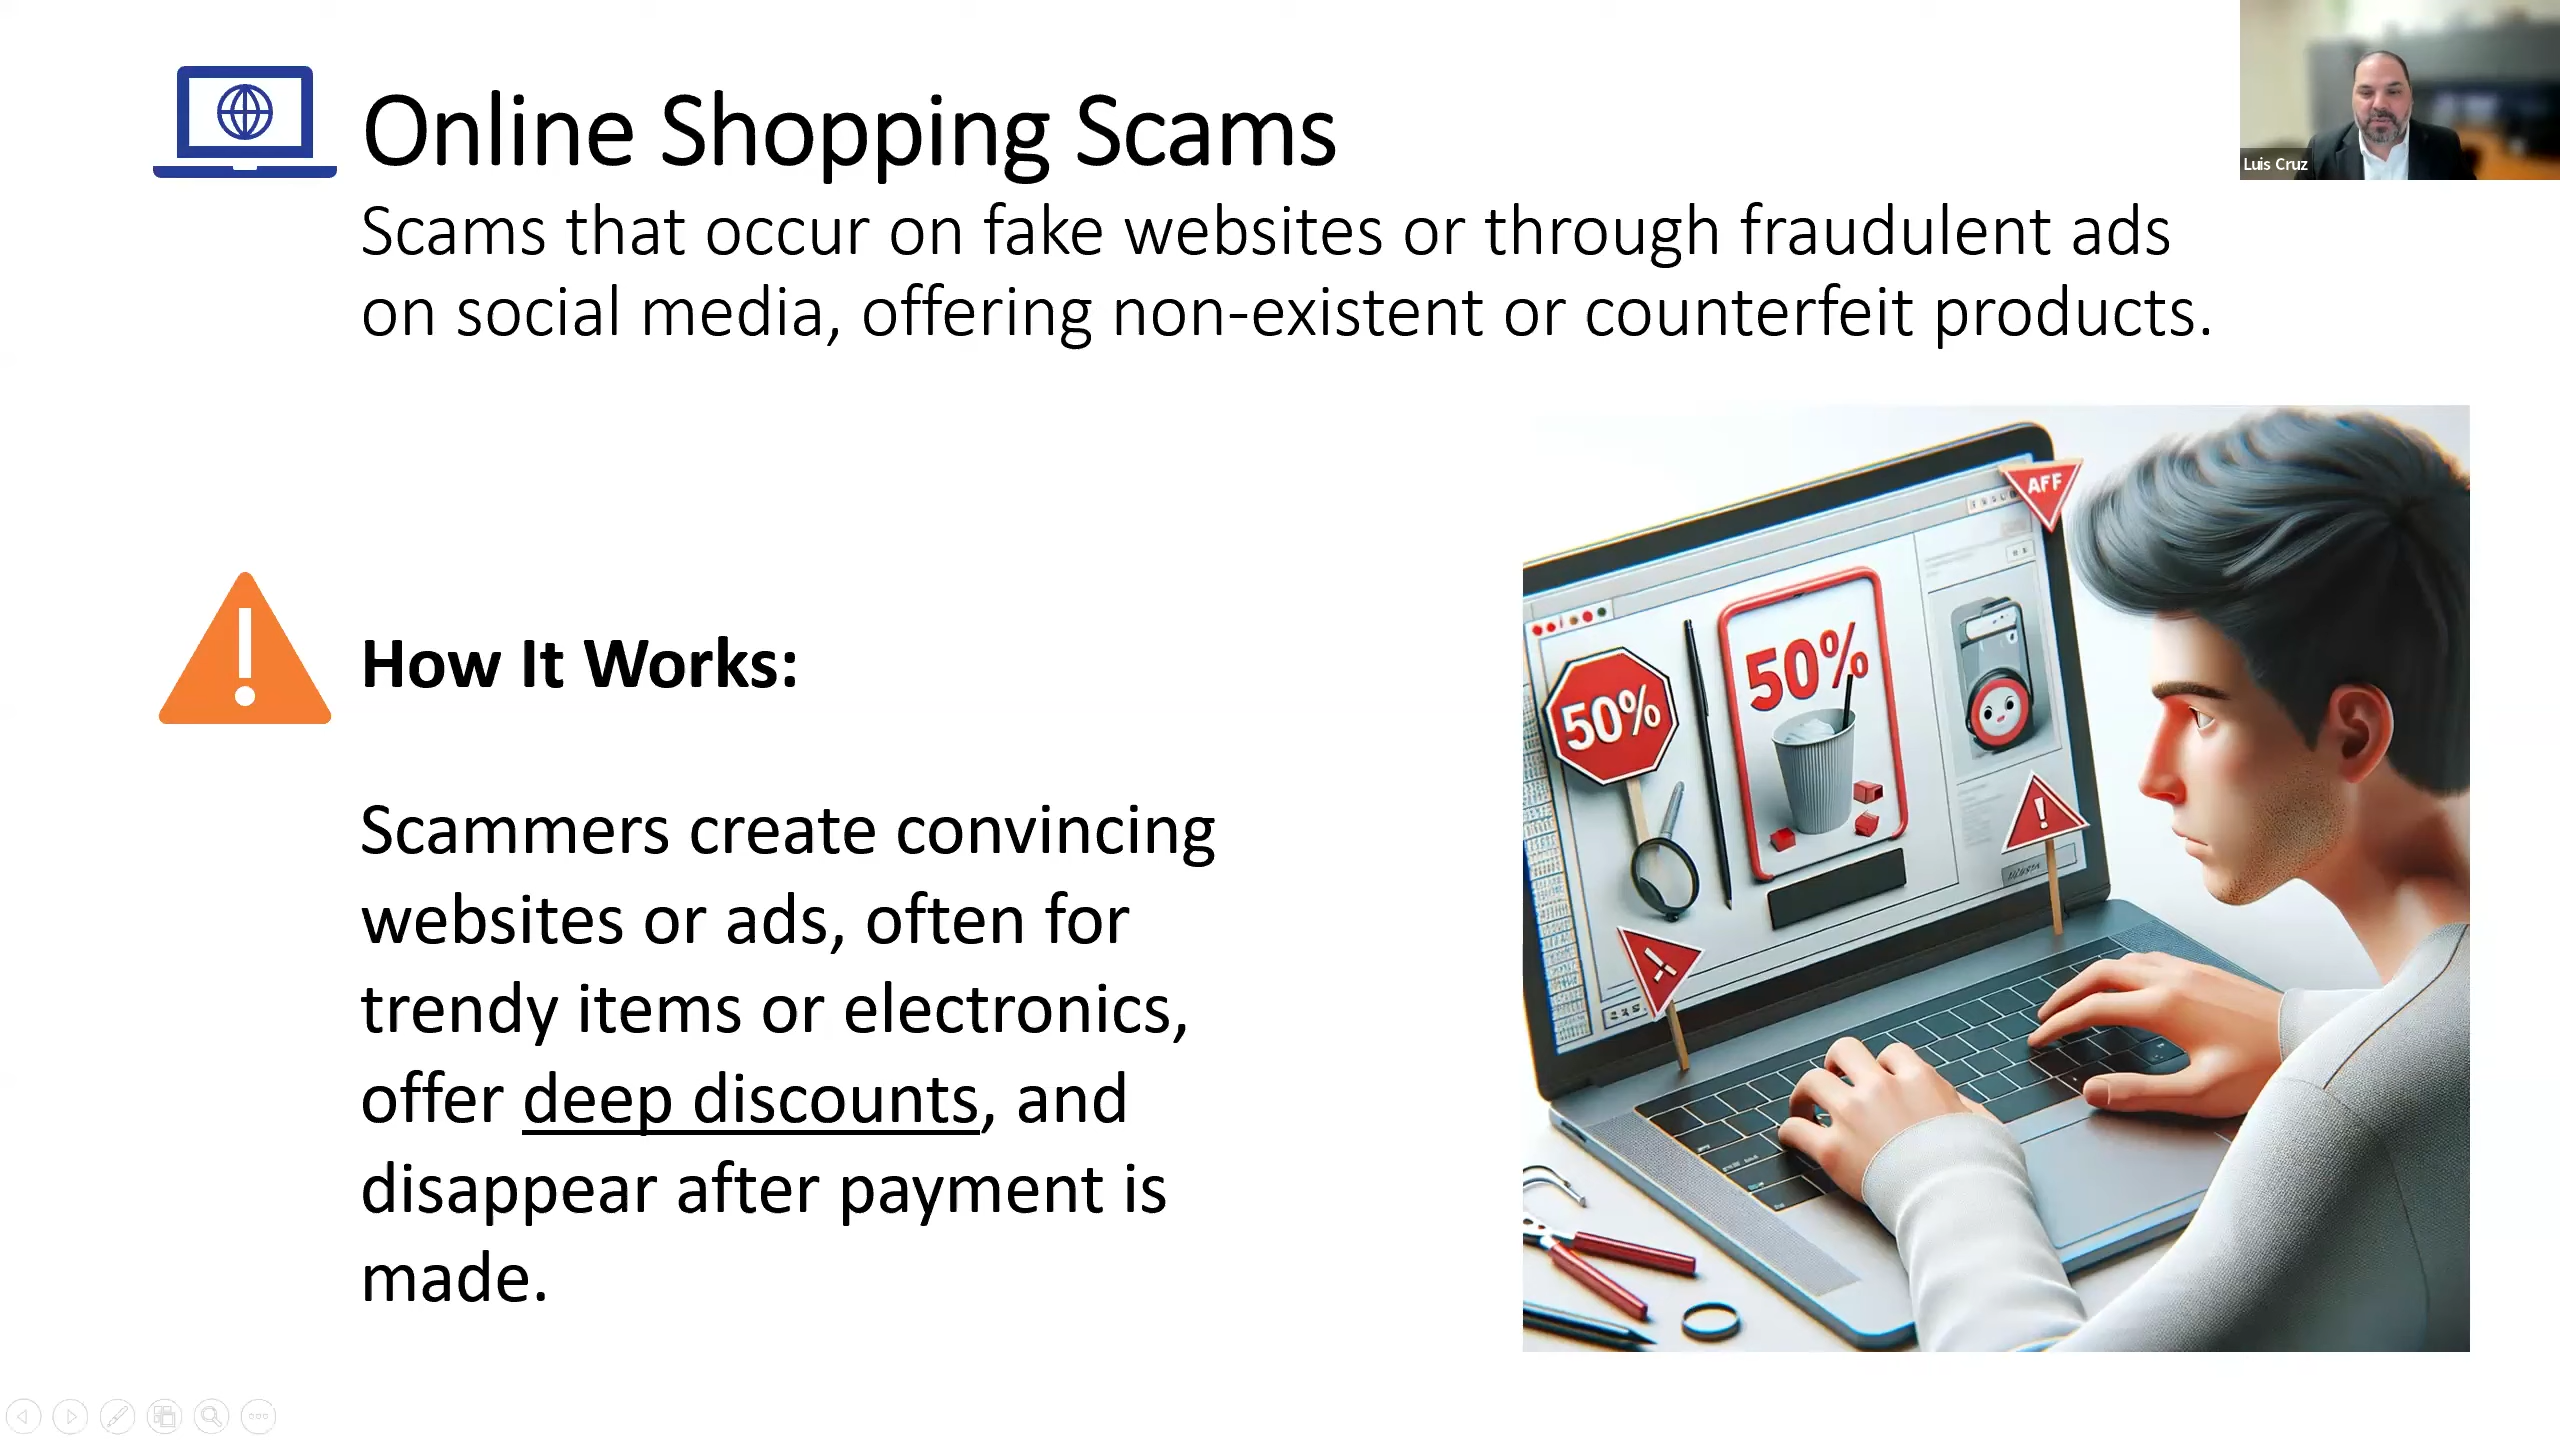 Online Shopping Scams
Scams that occur on fake websites or through fraudulent ads
on social media, offering non-existent or counterfeit products.
Luis Cruz
How It Works:
Scammers create convincing
websites or ads, often for
trendy items or electronics,
offer deep discounts, and
disappear after payment is
made.
AFF
50%
50%